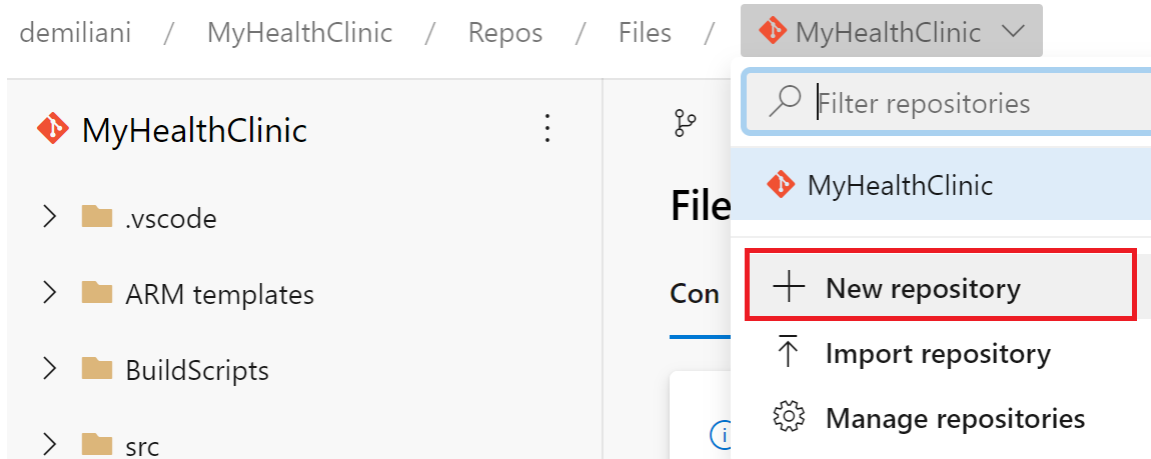 demiliani / MyHealthClinic / Repos / Files / MyHealthClinic
MyHealthClinic
.vscode
ARM templates
BuildScripts
src
File
Con
Filter repositories
MyHealthClinic
New repository
Import repository
Manage repositories